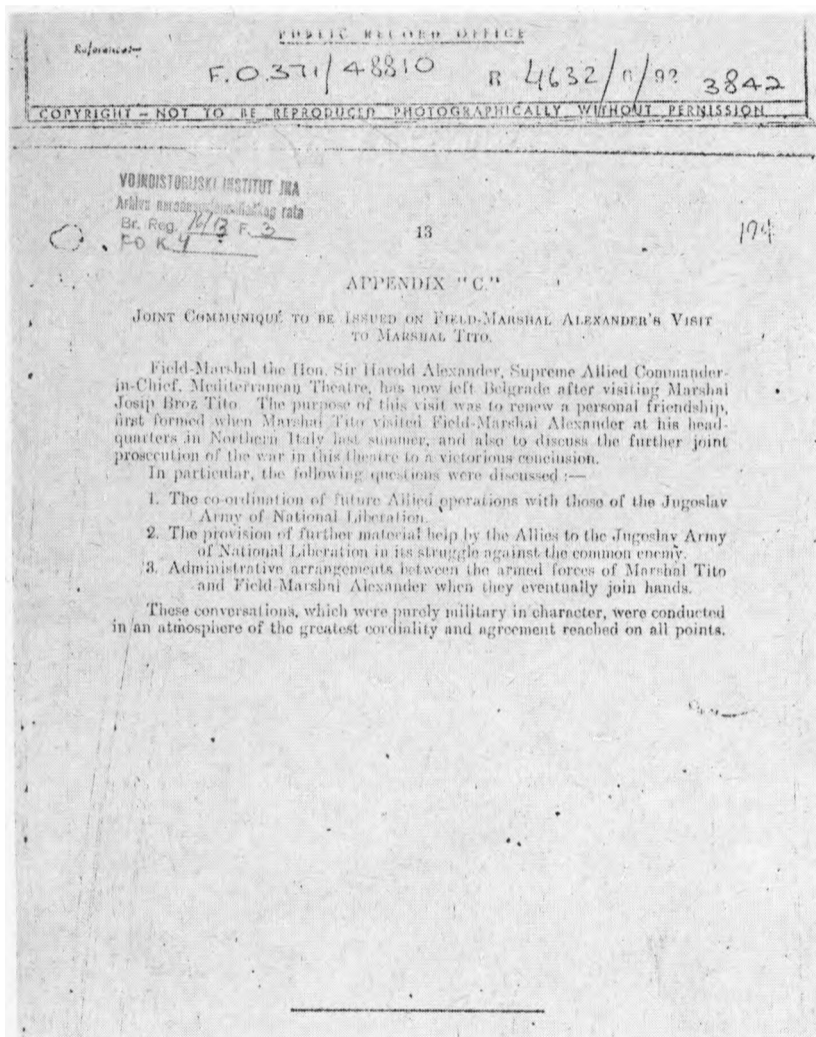 PUBLIC RECORD OFFICE
Reference:-
F.O.371/48810 R 4632/6/92 3842
COPYRIGHT - NOT TO BE REPRODUCED PHOTOGRAPHICALLY WITHOUT PERMISSION
VOJNOISTORIJSKI INSTITUT JNA
Arhiva narodnooslobodilačkog rata
Br. Reg. F. 3
K. 4
13
174
APPENDIX "C."
JOINT COMMUNIQUÉ TO BE ISSUED ON FIELD-MARSHAL ALEXANDER'S VISIT
TO MARSHAL TITO.
Field-Marshal the Hon. Sir Harold Alexander, Supreme Allied Commander-
in-Chief, Mediterranean Theatre, has now left Belgrade after visiting Marshal
Josip Broz Tito. The purpose of this visit was to renew a personal friendship,
first formed when Marshal Tito visited Field-Marshal Alexander at his head-
quarters in Northern Italy last summer, and also to discuss the further joint
prosecution of the war in this theatre to a victorious conclusion.
In particular, the following questions were discussed :—
1. The co-ordination of future Allied operations with those of the Jugoslav
Army of National Liberation.
2. The provision of further material help by the Allies to the Jugoslav Army
of National Liberation in its struggle against the common enemy.
3. Administrative arrangements between the armed forces of Marshal Tito
and Field-Marshal Alexander when they eventually join hands.
These conversations, which were purely military in character, were conducted
in an atmosphere of the greatest cordiality and agreement reached on all points.